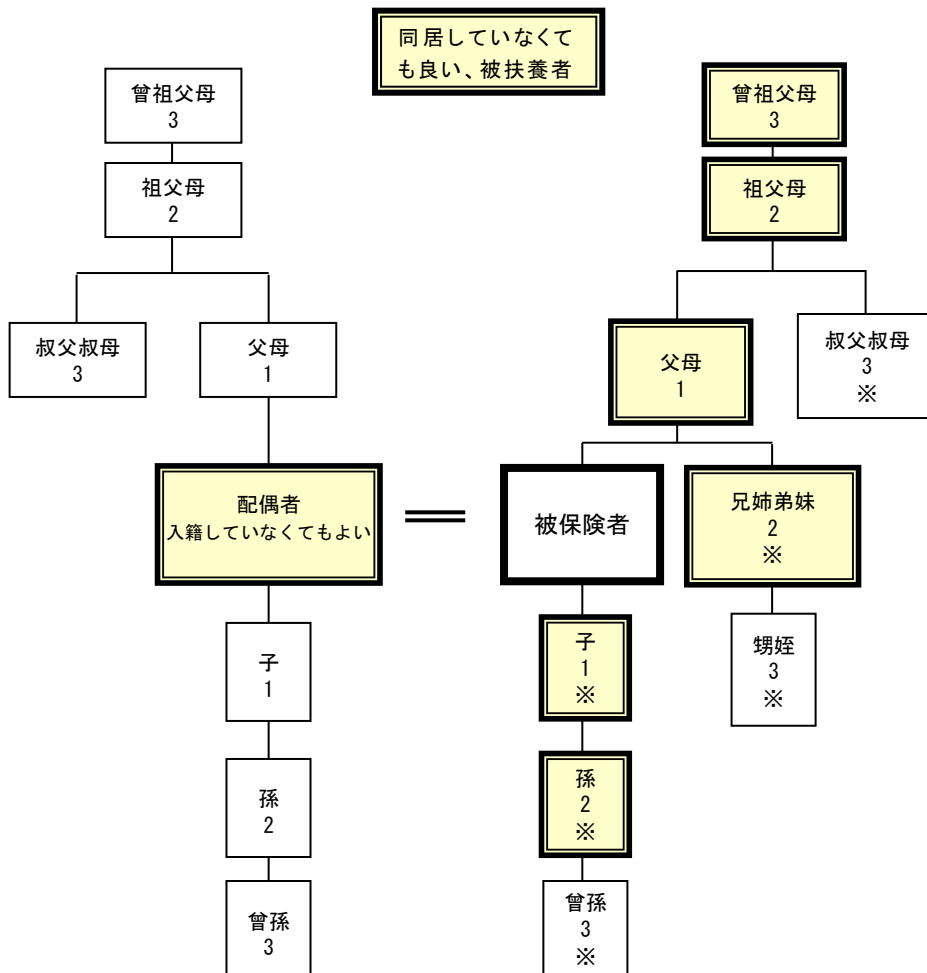 同居していなくて
も良い、被扶養者
曾祖父母
3
曾祖父母
3
祖父母
2
祖父母
2
叔父叔母
3
父母
1
父母
1
叔父叔母
3
※
配偶者
入籍していなくてもよい
被保険者
兄姉弟妹
2
※
子
1
子
1
※
甥姪
3
※
孫
2
孫
2
※
曾孫
3
曾孫
3
※